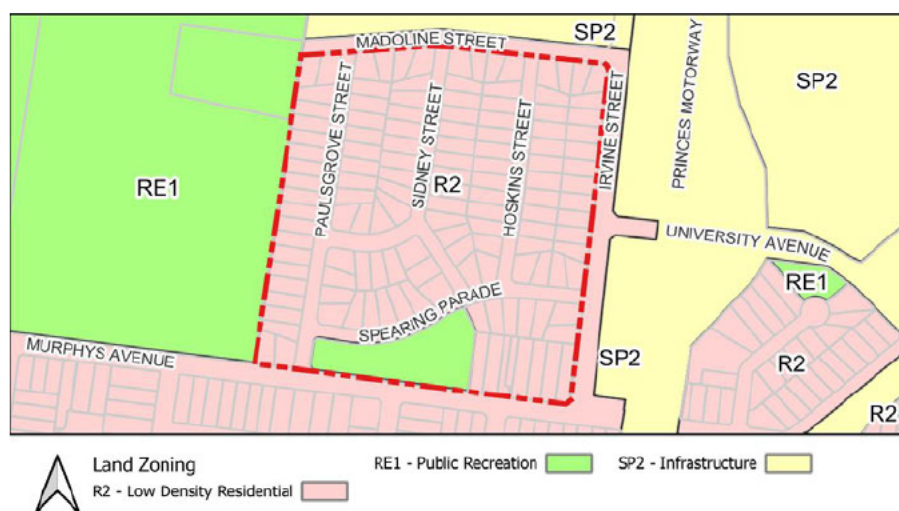 MADOLINE STREET
SP2
SP2
PRINCES MOTORWAY
IRVINE STREET
PAULSGROVE STREET
SIDNEY STREET
HOSKINS STREET
RE1
R2
UNIVERSITY AVENUE
RE1
SPEARING PARADE
MURPHYS AVENUE
SP2
R2
R2
Land Zoning
RE1 - Public Recreation
SP2 - Infrastructure
R2 - Low Density Residential